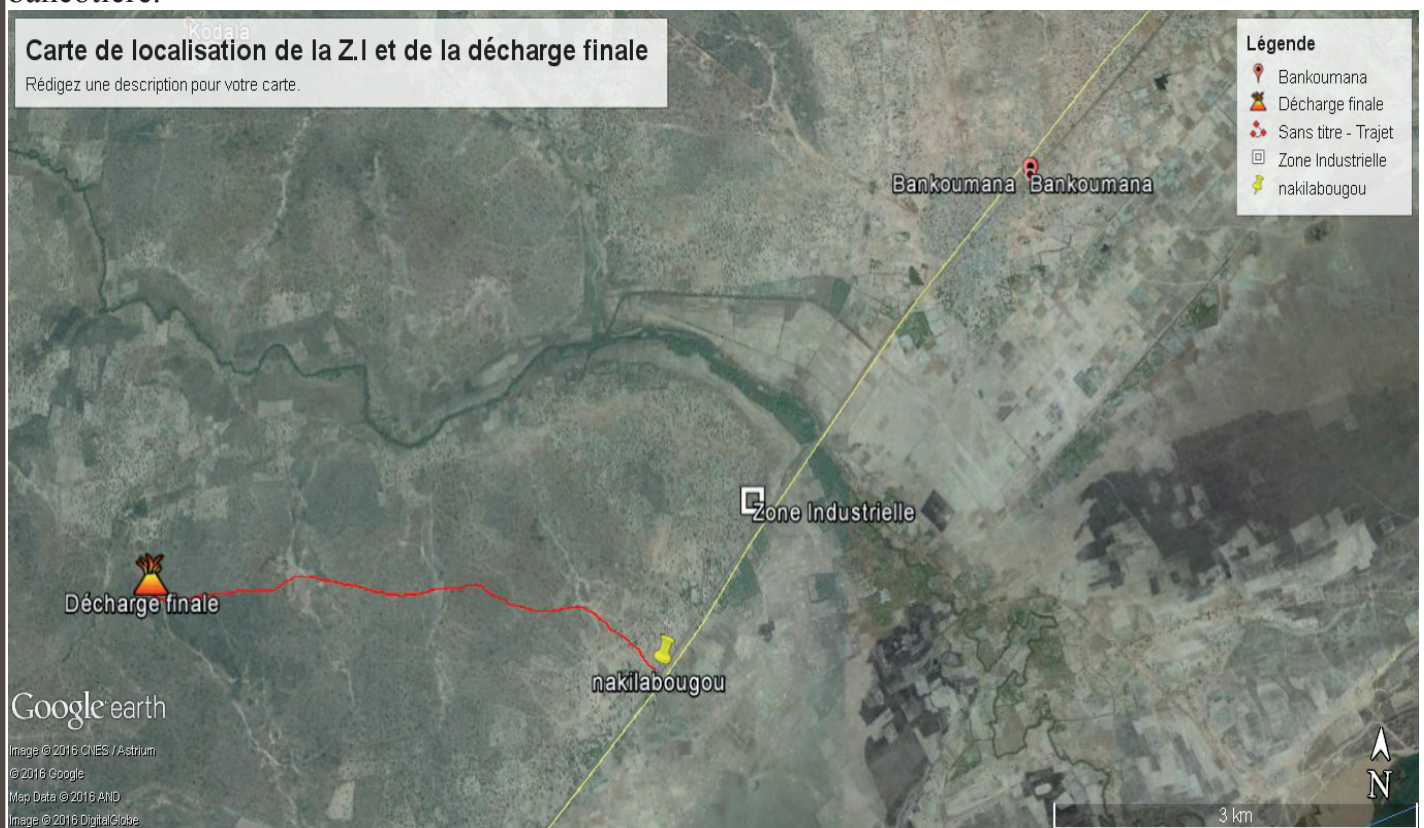 Kodala
Carte de localisation de la Z.I et de la décharge finale
Rédigez une description pour votre carte.
Légende
Bankoumana
Décharge finale
Sans titre - Trajet
Zone Industrielle
nakilabougou
Bankoumana Bankoumana
Zone Industrielle
Décharge finale
nakilabougou
Google earth
Image © 2016 CNES / Astrium
© 2016 Google
Map Data © 2016 AND
Image © 2016 DigitalGlobe
N
3 km